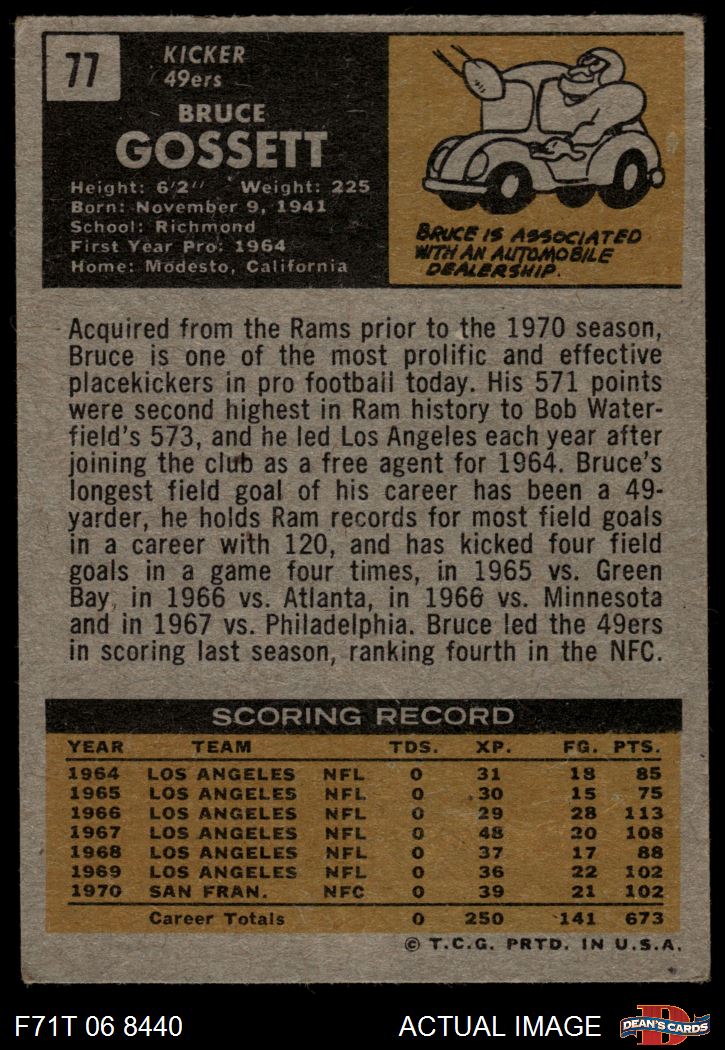 77
KICKER
49ers
BRUCE
GOSSETT
Height: 6'2" Weight: 225
Born: November 9, 1941
School: Richmond
First Year Pro: 1964
Home: Modesto, California
BRUCE IS ASSOCIATED
WITH AN AUTOMOBILE
DEALERSHIP.
Acquired from the Rams prior to the 1970 season,
Bruce is one of the most prolific and effective
placekickers in pro football today. His 571 points
were second highest in Ram history to Bob Water-
field's 573, and he led Los Angeles each year after
joining the club as a free agent for 1964. Bruce's
longest field goal of his career has been a 49-
yarder, he holds Ram records for most field goals
in a career with 120, and has kicked four field
goals in a game four times, in 1965 vs. Green
Bay, in 1966 vs. Atlanta, in 1966 vs. Minnesota
and in 1967 vs. Philadelphia. Bruce led the 49ers
in scoring last season, ranking fourth in the NFC.
SCORING RECORD
YEAR TEAM TDS. XP. FG. PTS.
1964 LOS ANGELES NFL 0 31 18 85
1965 LOS ANGELES NFL 0 30 15 75
1966 LOS ANGELES NFL 0 29 28 113
1967 LOS ANGELES NFL 0 48 20 108
1968 LOS ANGELES NFL 0 37 17 88
1969 LOS ANGELES NFL 0 36 22 102
1970 SAN FRAN. NFC 0 39 21 102
Career Totals 0 250 141 673
© T.C.G. PRTD. IN U.S.A.
F71T 06 8440 ACTUAL IMAGE
D
DEAN'S CARDS